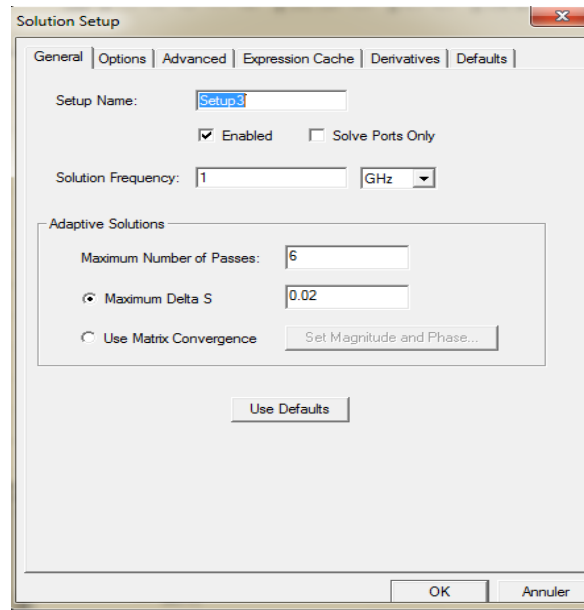 Solution Setup
General Options Advanced Expression Cache Derivatives Defaults
Setup Name: Setup3
Enabled Solve Ports Only
Solution Frequency: 1 GHz
Adaptive Solutions
Maximum Number of Passes: 6
Maximum Delta S 0.02
Use Matrix Convergence Set Magnitude and Phase...
Use Defaults
OK Annuler